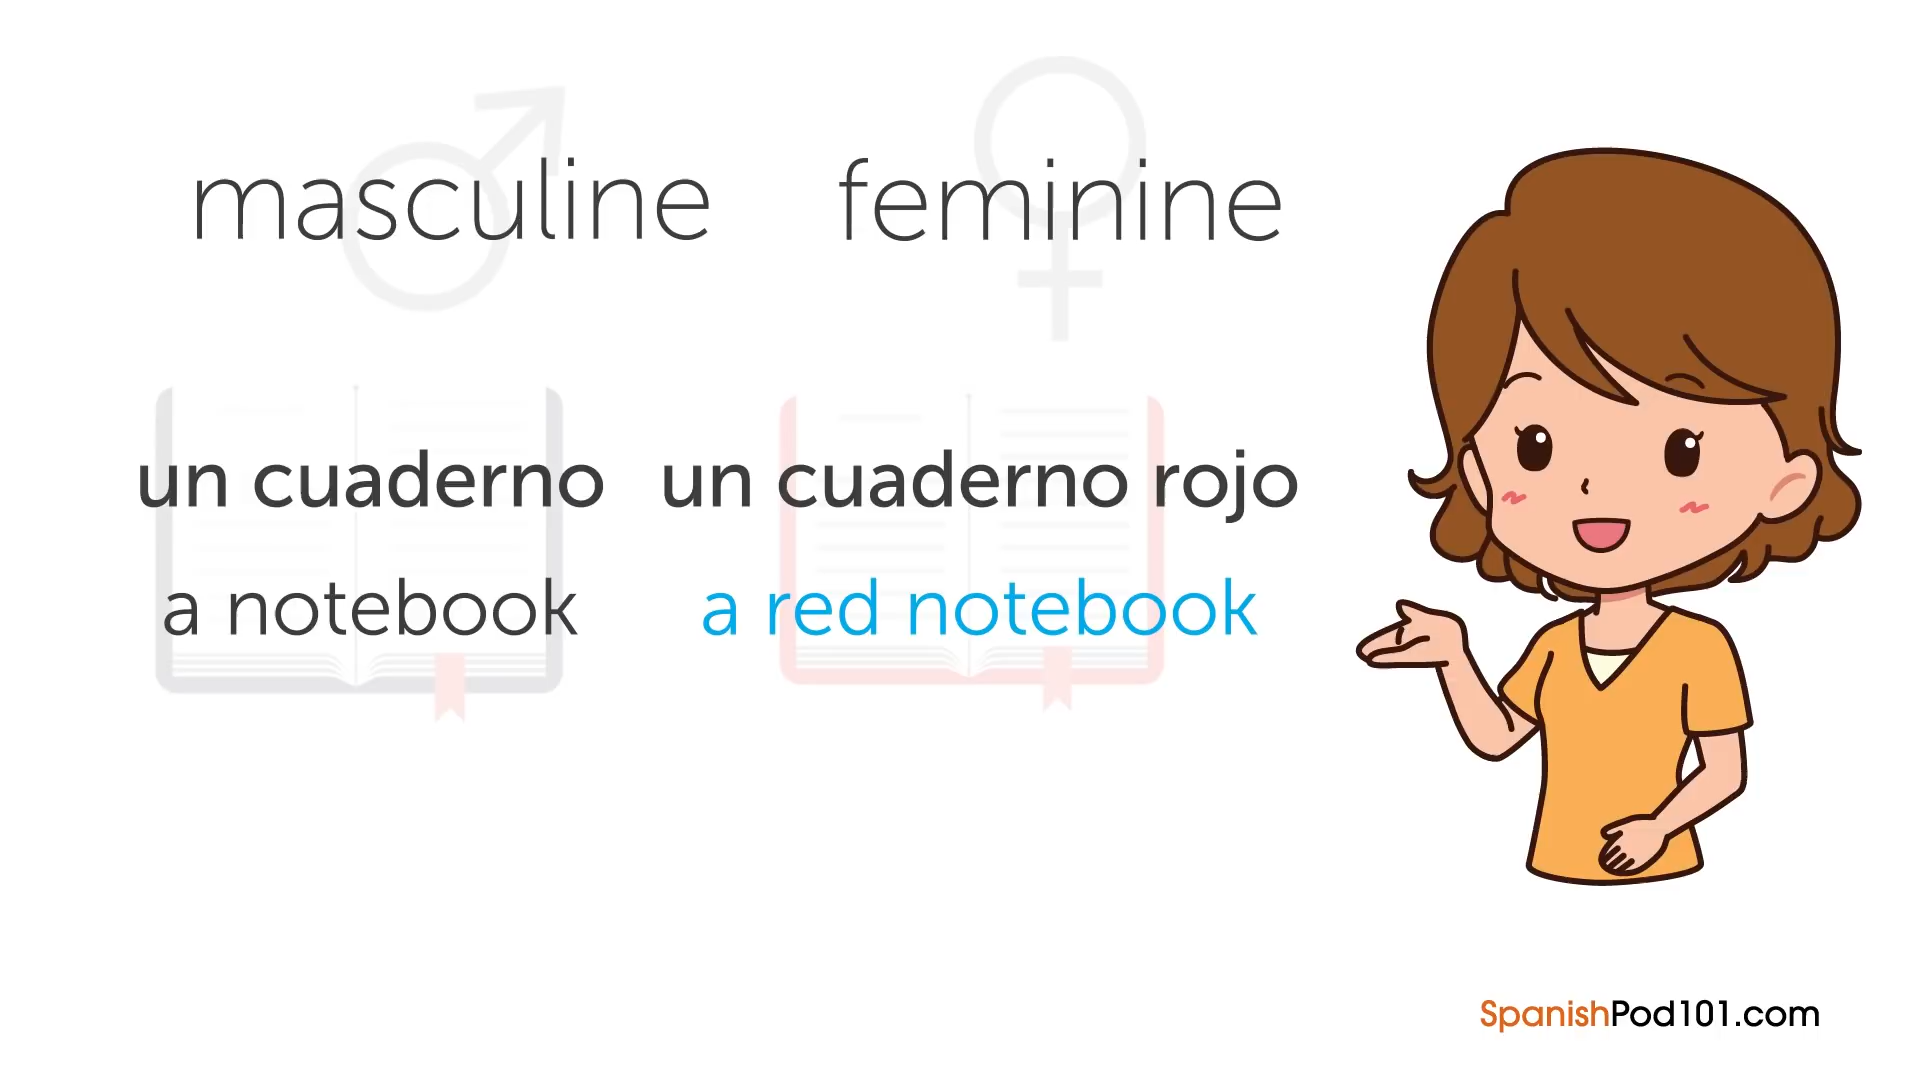 masculine feminine
un cuaderno un cuaderno rojo
a notebook a red notebook
SpanishPod101.com